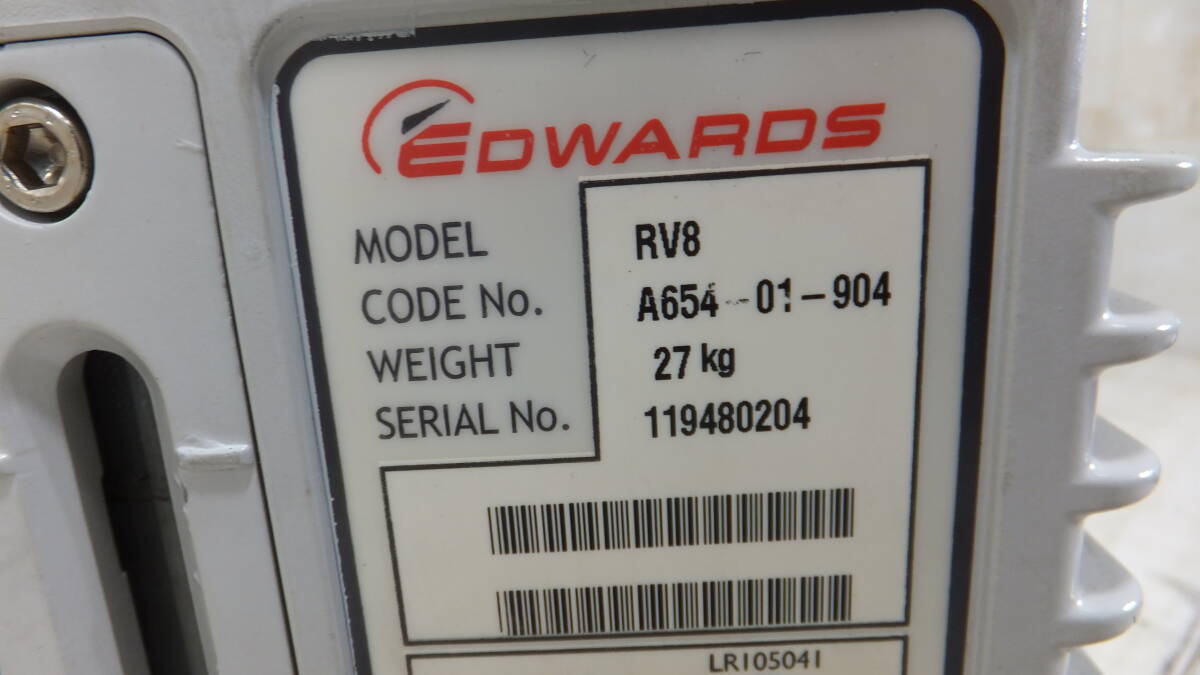 EDWARDS
MODEL RV8
CODE No. A654-01-904
WEIGHT 27 kg
SERIAL No. 119480204
LR105041